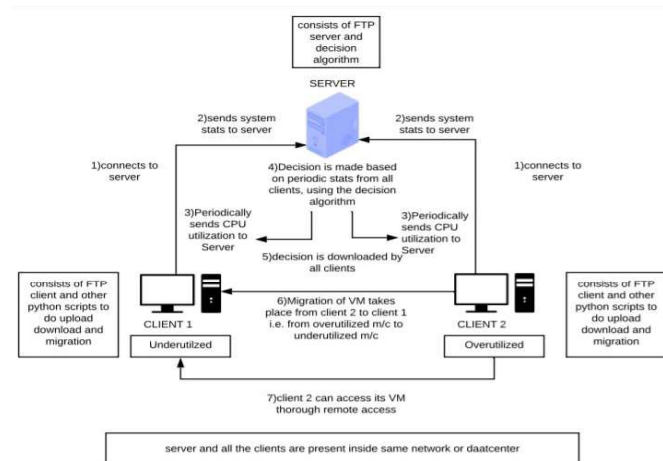 consists of FTP
server and
decision
algorithm
SERVER
2)sends system
stats to server
2)sends system
stats to server
1)connects to
server
1)connects to
server
4)Decision is made based
on periodic stats from all
clients, using the decision
algorithm
3)Periodically
sends CPU
utilization to
Server
3)Periodically
sends CPU
utilization to
Server
5)decision is downloaded by
all clients
consists of FTP
client and other
python scripts to
do upload
download and
migration
consists of FTP
client and other
python scripts to
do upload
download and
migration
6)Migration of VM takes
place from client 2 to client 1
i.e. from overutilized m/c to
underutilized m/c
CLIENT 1
CLIENT 2
Underutilzed
Overutilized
7)client 2 can access its VM
thorough remote access
server and all the clients are present inside same network or daatcenter